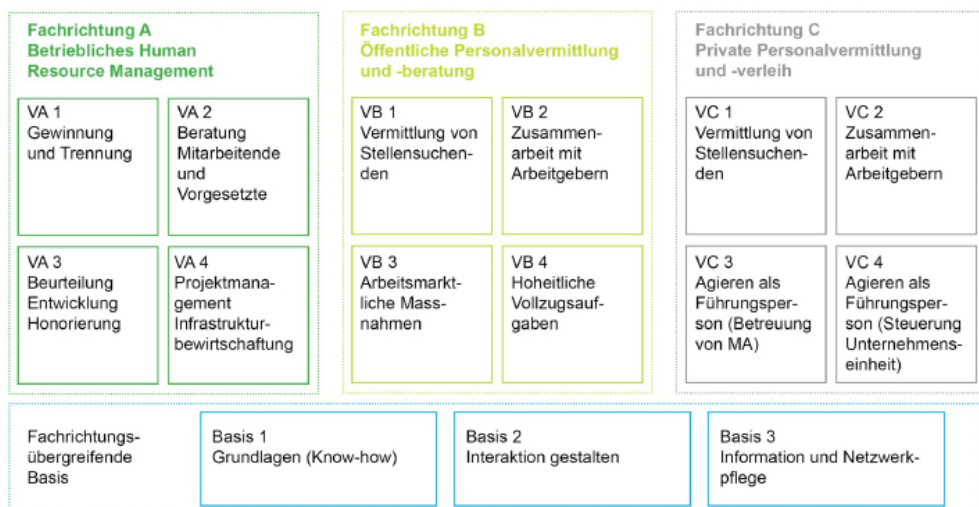 Fachrichtung A
Betriebliches Human
Resource Management
VA 1
Gewinnung
und Trennung
VA 2
Beratung
Mitarbeitende
und
Vorgesetzte
VA 3
Beurteilung
Entwicklung
Honorierung
VA 4
Projektmana-
gement
Infrastruktur-
bewirtschaftung
Fachrichtung B
Öffentliche Personalvermittlung
und -beratung
VB 1
Vermittlung von
Stellensuchen-
den
VB 2
Zusammen-
arbeit mit
Arbeitgebern
VB 3
Arbeitsmarkt-
liche Mass-
nahmen
VB 4
Hoheitliche
Vollzugsauf-
gaben
Fachrichtung C
Private Personalvermittlung
und -verleih
VC 1
Vermittlung von
Stellensuchen-
den
VC 2
Zusammen-
arbeit mit
Arbeitgebern
VC 3
Agieren als
Führungsper-
son (Betreuung
von MA)
VC 4
Agieren als
Führungsper-
son (Steuerung
Unternehmens-
einheit)
Fachrichtungs-
übergreifende
Basis
Basis 1
Grundlagen (Know-how)
Basis 2
Interaktion gestalten
Basis 3
Information und Netzwerk-
pflege